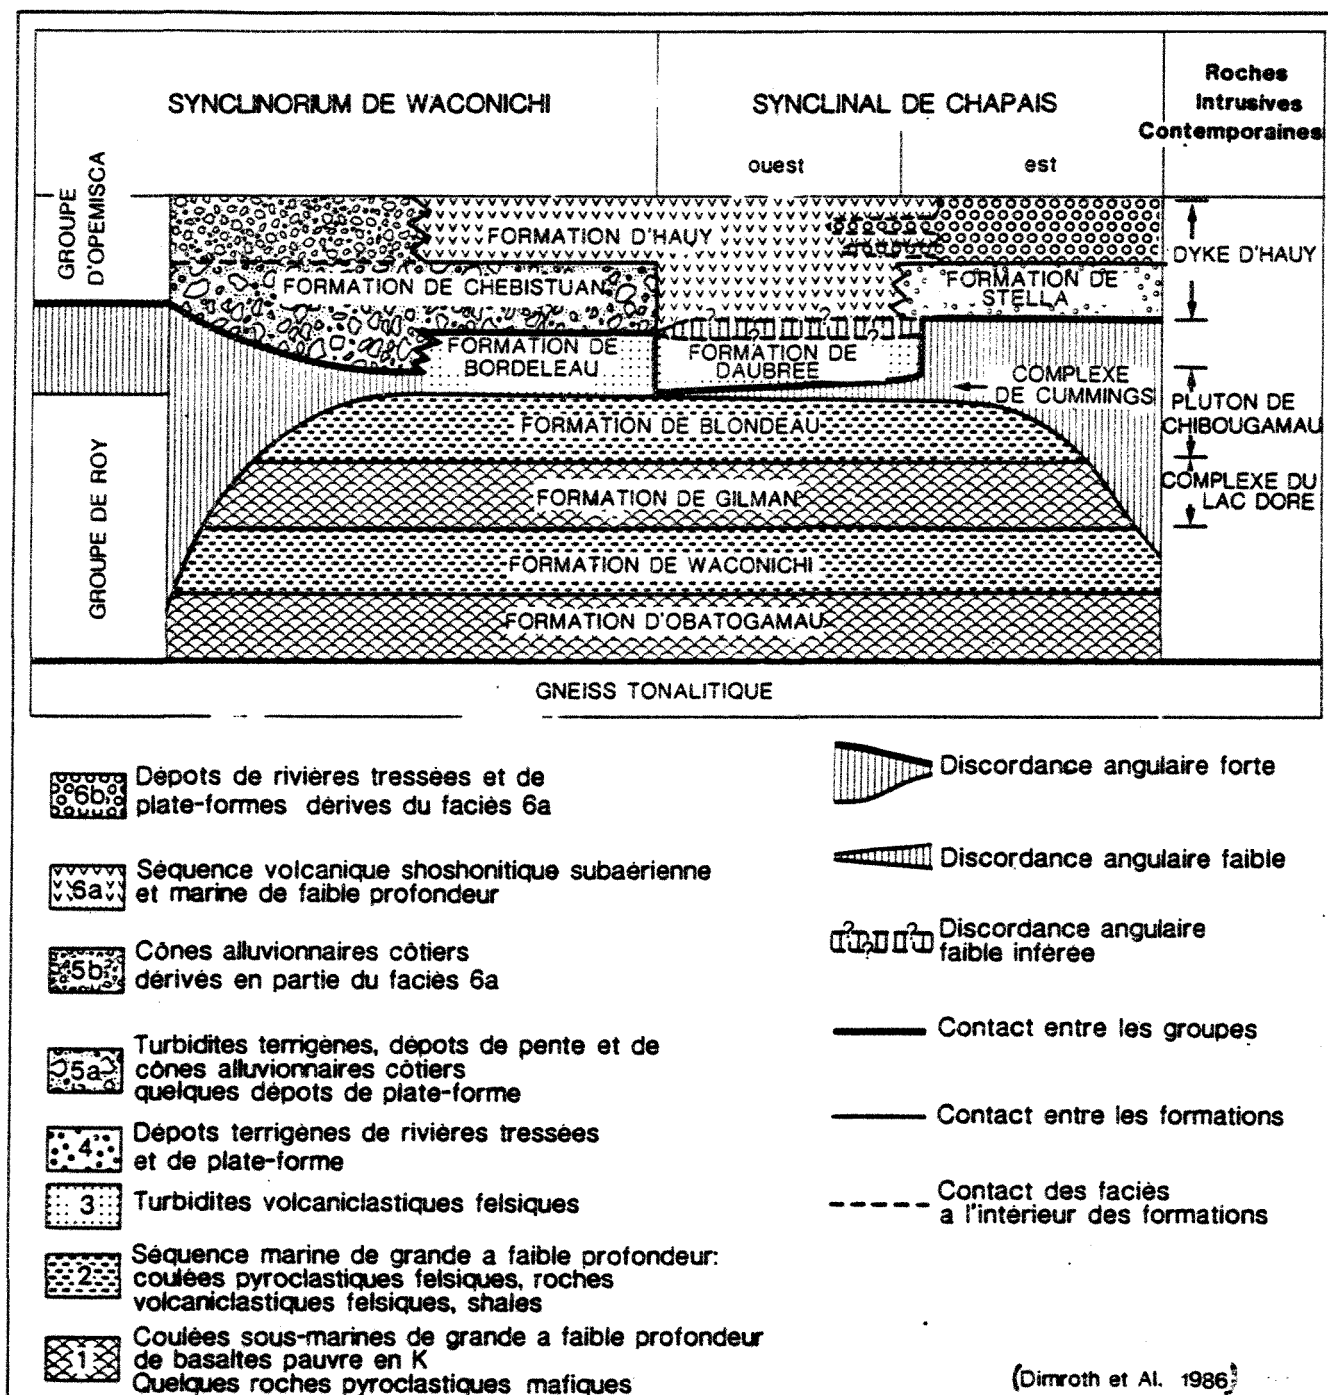 SYNCLINORIUM DE WACONICHI
SYNCLINAL DE CHAPAIS
ouest
est
Roches
Intrusives
Contemporaines
GROUPE
D'OPEMISCA
FORMATION D'HAUY
FORMATION DE CHEBISTUAN
FORMATION DE
STELLA
DYKE D'HAUY
? ? ? ?
FORMATION DE
BORDELEAU
FORMATION DE
DAUBREE
COMPLEXE
DE CUMMINGS
PLUTON DE
CHIBOUGAMAU
GROUPE DE ROY
FORMATION DE BLONDEAU
FORMATION DE GILMAN
COMPLEXE DU
LAC DORE
FORMATION DE WACONICHI
FORMATION D'OBATOGAMAU
GNEISS TONALITIQUE
6b
Dépots de rivières tressées et de
plate-formes dérives du faciès 6a
6a
Séquence volcanique shoshonitique subaérienne
et marine de faible profondeur
5b
Cônes alluvionnaires côtiers
dérivés en partie du faciès 6a
5a
Turbidites terrigènes, dépots de pente et de
cônes alluvionnaires côtiers
quelques dépots de plate-forme
4
Dépots terrigènes de rivières tressées
et de plate-forme
3
Turbidites volcaniclastiques felsiques
2
Séquence marine de grande a faible profondeur:
coulées pyroclastiques felsiques, roches
volcaniclastiques felsiques, shales
1
Coulées sous-marines de grande a faible profondeur
de basaltes pauvre en K
Quelques roches pyroclastiques mafiques
Discordance angulaire forte
Discordance angulaire faible
? ? ?
Discordance angulaire
faible inférée
Contact entre les groupes
Contact entre les formations
Contact des faciès
a l'intérieur des formations
(Dimroth et Al. 1986)